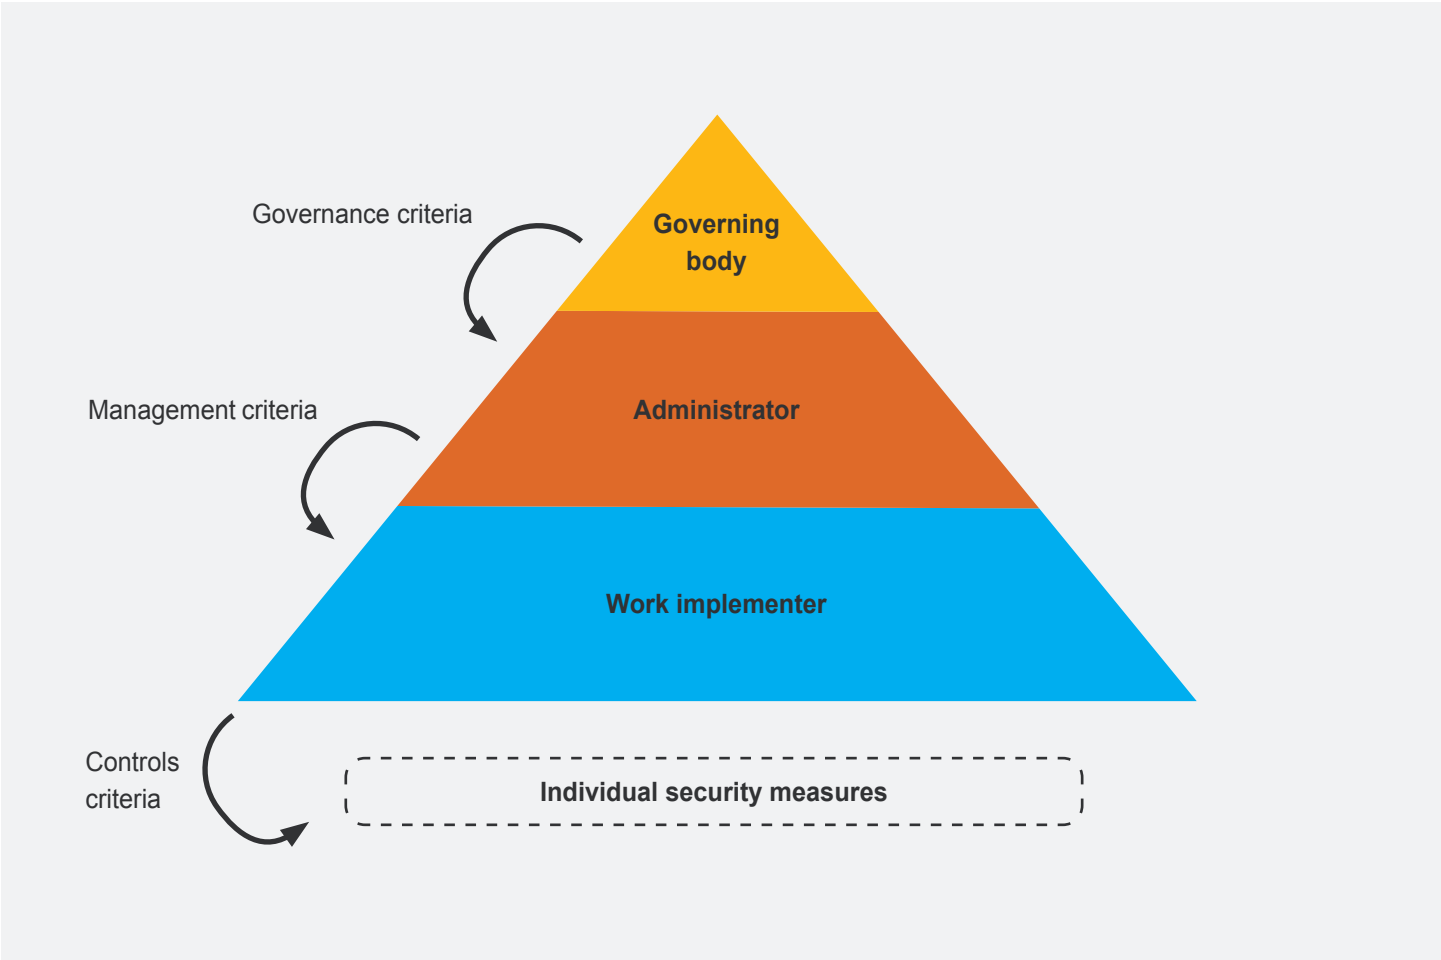 Governance criteria
Governing
body
Management criteria
Administrator
Work implementer
Controls
criteria
Individual security measures